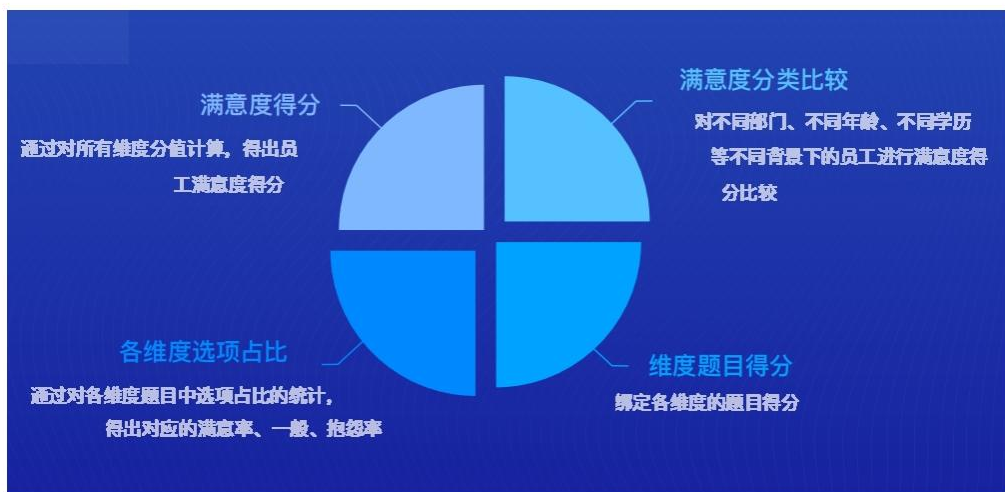 满意度得分
通过对所有维度分值计算，得出员
工满意度得分
满意度分类比较
对不同部门、不同年龄、不同学历
等不同背景下的员工进行满意度得
分比较
各维度选项占比
通过对各维度题目中选项占比的统计，
得出对应的满意率、一般、抱怨率
维度题目得分
绑定各维度的题目得分